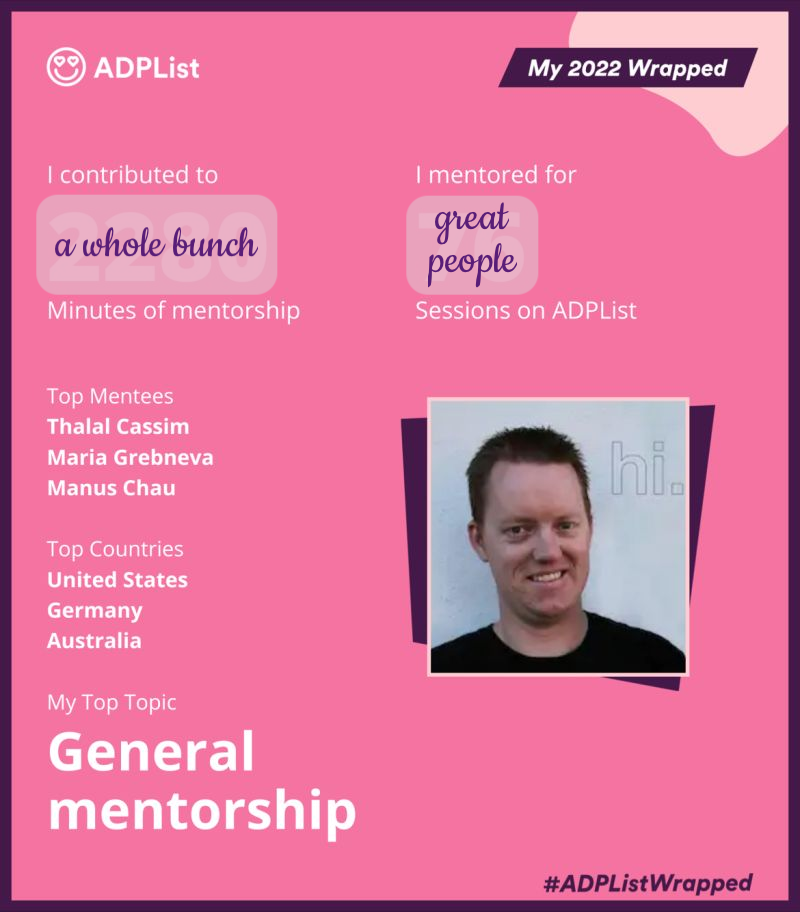 ADPList
My 2022 Wrapped
I contributed to
2280
a whole bunch
Minutes of mentorship
I mentored for
76
great
people
Sessions on ADPList
Top Mentees
Thalal Cassim
Maria Grebneva
Manus Chau
Top Countries
United States
Germany
Australia
hi.
My Top Topic
General
mentorship
#ADPListWrapped